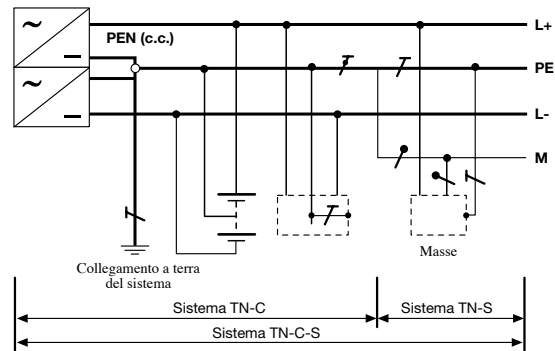 L+
PEN (c.c.)
PE
L-
M
Masse
Collegamento a terra
del sistema
Sistema TN-C
Sistema TN-S
Sistema TN-C-S